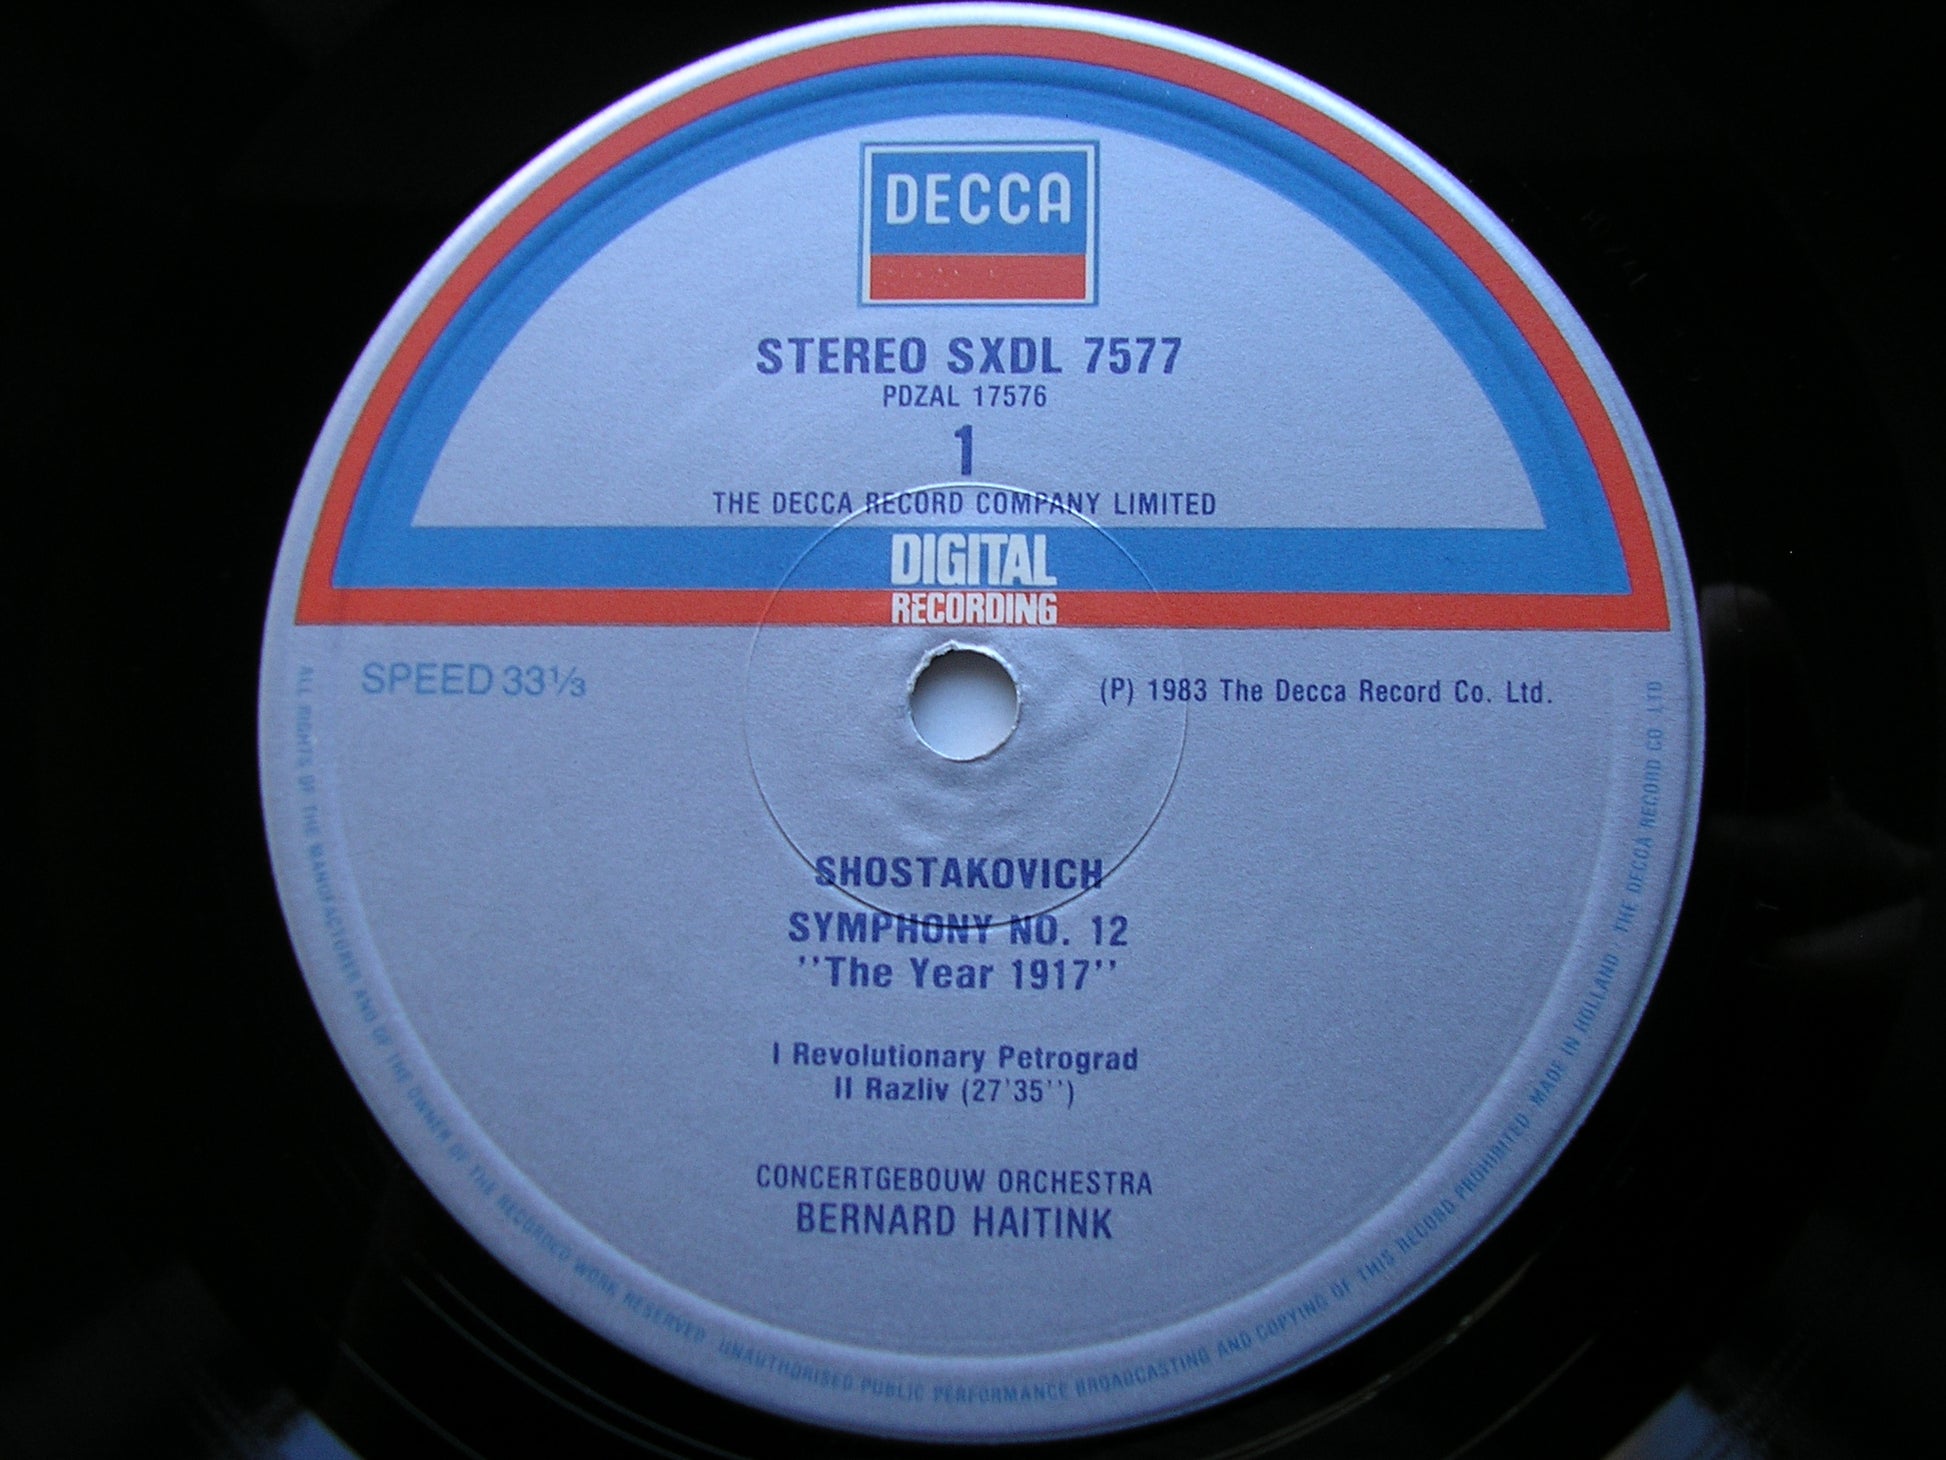 DECCA
STEREO SXDL 7577
PDZAL 17576
1
THE DECCA RECORD COMPANY LIMITED
DIGITAL
RECORDING
SPEED 33⅓
(P) 1983 The Decca Record Co. Ltd.
SHOSTAKOVICH
SYMPHONY NO. 12
''The Year 1917''
I Revolutionary Petrograd
II Razliv (27'35'')
CONCERTGEBOUW ORCHESTRA
BERNARD HAITINK
ALL RIGHTS OF THE MANUFACTURER AND OF THE OWNER OF THE RECORDED WORK RESERVED · UNAUTHORISED PUBLIC PERFORMANCE BROADCASTING AND COPYING OF THIS RECORD PROHIBITED · MADE IN HOLLAND · THE DECCA RECORD CO LTD